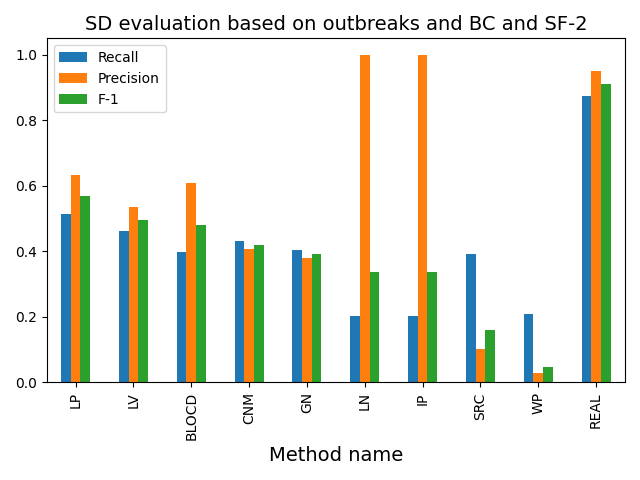 SD evaluation based on outbreaks and BC and SF-2
Recall
Precision
F-1
1.0
0.8
0.6
0.4
0.2
0.0
LP
LV
BLOCD
CNM
GN
LN
IP
SRC
WP
REAL
Method name